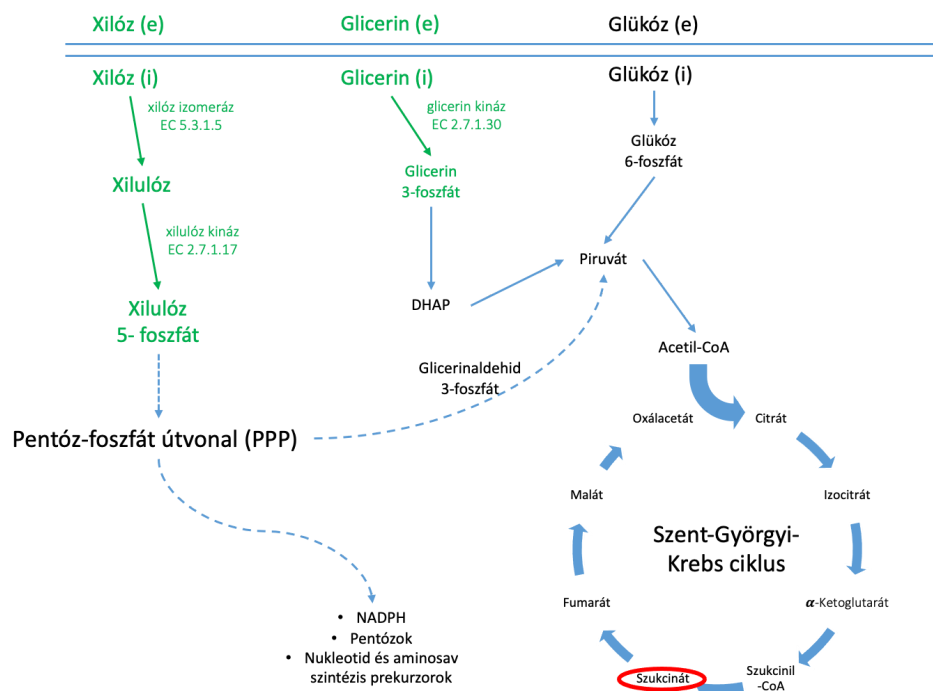 Xilóz (e)
Glicerin (e)
Glükóz (e)
Xilóz (i)
Glicerin (i)
Glükóz (i)
xilóz izomeráz
EC 5.3.1.5
glicerin kináz
EC 2.7.1.30
Glükóz
6-foszfát
Xilulóz
Glicerin
3-foszfát
xilulóz kináz
EC 2.7.1.17
Piruvát
DHAP
Xilulóz
5- foszfát
Glicerinaldehid
3-foszfát
Acetil-CoA
Oxálacetát
Citrát
Pentóz-foszfát útvonal (PPP)
Malát
Izocitrát
Szent-Györgyi-
Krebs ciklus
Fumarát
α-Ketoglutarát
• NADPH
• Pentózok
• Nukleotid és aminosav
szintézis prekurzorok
Szukcinát
Szukcinil
-CoA